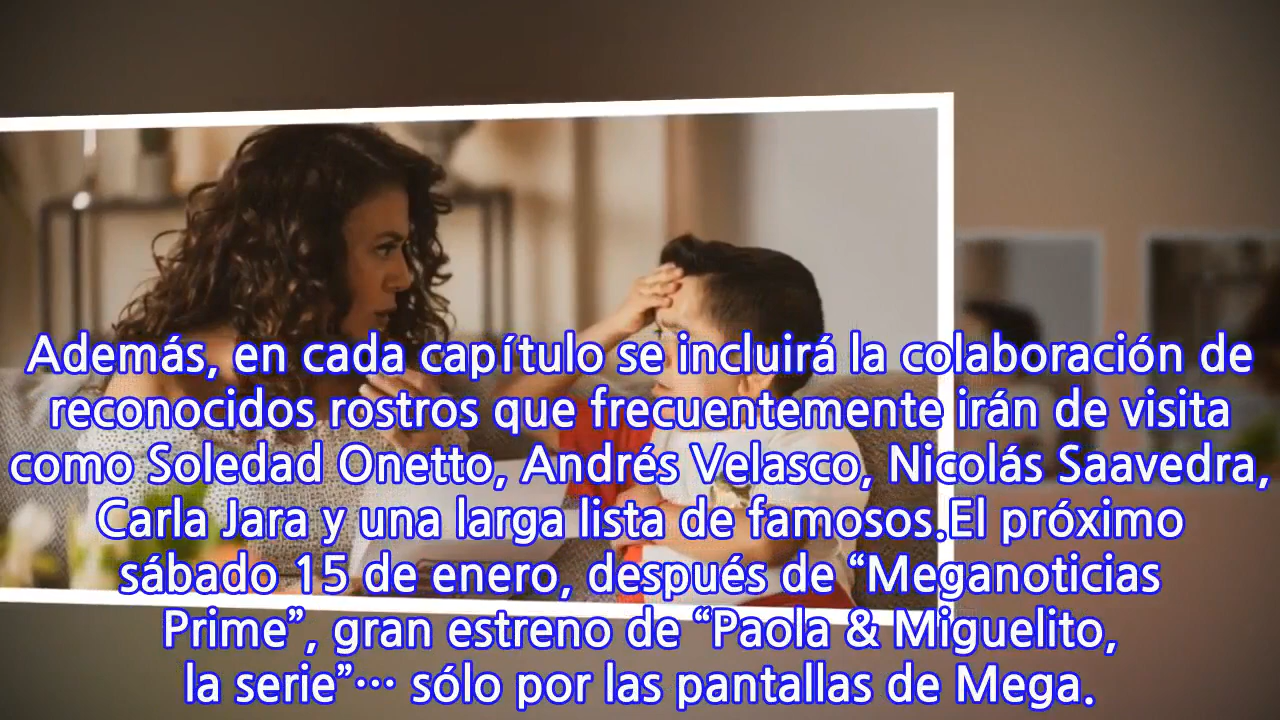 Además, en cada capítulo se incluirá la colaboración de
reconocidos rostros que frecuentemente irán de visita
como Soledad Onetto, Andrés Velasco, Nicolás Saavedra,
Carla Jara y una larga lista de famosos.El próximo
sábado 15 de enero, después de “Meganoticias
Prime”, gran estreno de “Paola & Miguelito,
la serie”… sólo por las pantallas de Mega.